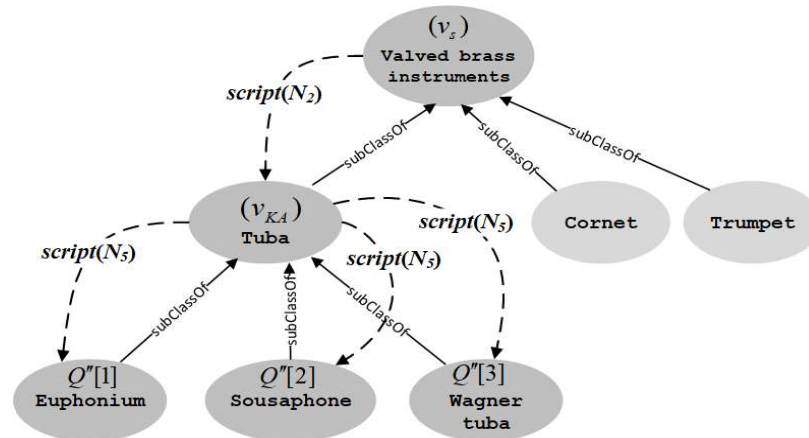 (v_s)
Valved brass
instruments
script(N_2)
subClassOf
subClassOf
subClassOf
(v_KA)
Tuba
Cornet
Trumpet
script(N_5)
script(N_5)
script(N_5)
subClassOf
subClassOf
subClassOf
Q″[1]
Euphonium
Q″[2]
Sousaphone
Q″[3]
Wagner
tuba